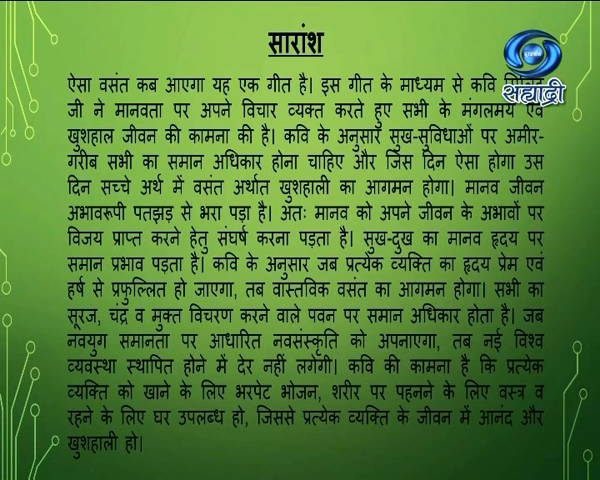 सारांश
सह्याद्री
ऐसा वसंत कब आएगा यह एक गीत है। इस गीत के माध्यम से कवि
जी ने मानवता पर अपने विचार व्यक्त करते हुए सभी के मंगलमय एवं
खुशहाल जीवन की कामना की है। कवि के अनुसार सुख-सुविधाओं पर अमीर-
गरीब सभी का समान अधिकार होना चाहिए और जिस दिन ऐसा होगा उस
दिन सच्चे अर्थ में वसंत अर्थात खुशहाली का आगमन होगा। मानव जीवन
अभावरूपी पतझड़ से भरा पड़ा है। अंतः मानव को अपने जीवन के अभावों पर
विजय प्राप्त करने हेतु संघर्ष करना पड़ता है। सुख-दुख का मानव हृदय पर
समान प्रभाव पड़ता है। कवि के अनुसार जब प्रत्येक व्यक्ति का हृदय प्रेम एवं
हर्ष से प्रफुल्लित हो जाएगा, तब वास्तविक वसंत का आगमन होगा। सभी का
सूरज, चंद्र व मुक्त विचरण करने वाले पवन पर समान अधिकार होता है। जब
नवयुग समानता पर आधारित नवसंस्कृति को अपनाएगा, तब नई विश्व
व्यवस्था स्थापित होने में देर नहीं लगेगी। कवि की कामना है कि प्रत्येक
व्यक्ति को खाने के लिए भरपेट भोजन, शरीर पर पहनने के लिए वस्त्र व
रहने के लिए घर उपलब्ध हो, जिससे प्रत्येक व्यक्ति के जीवन में आनंद और
खुशहाली हो।